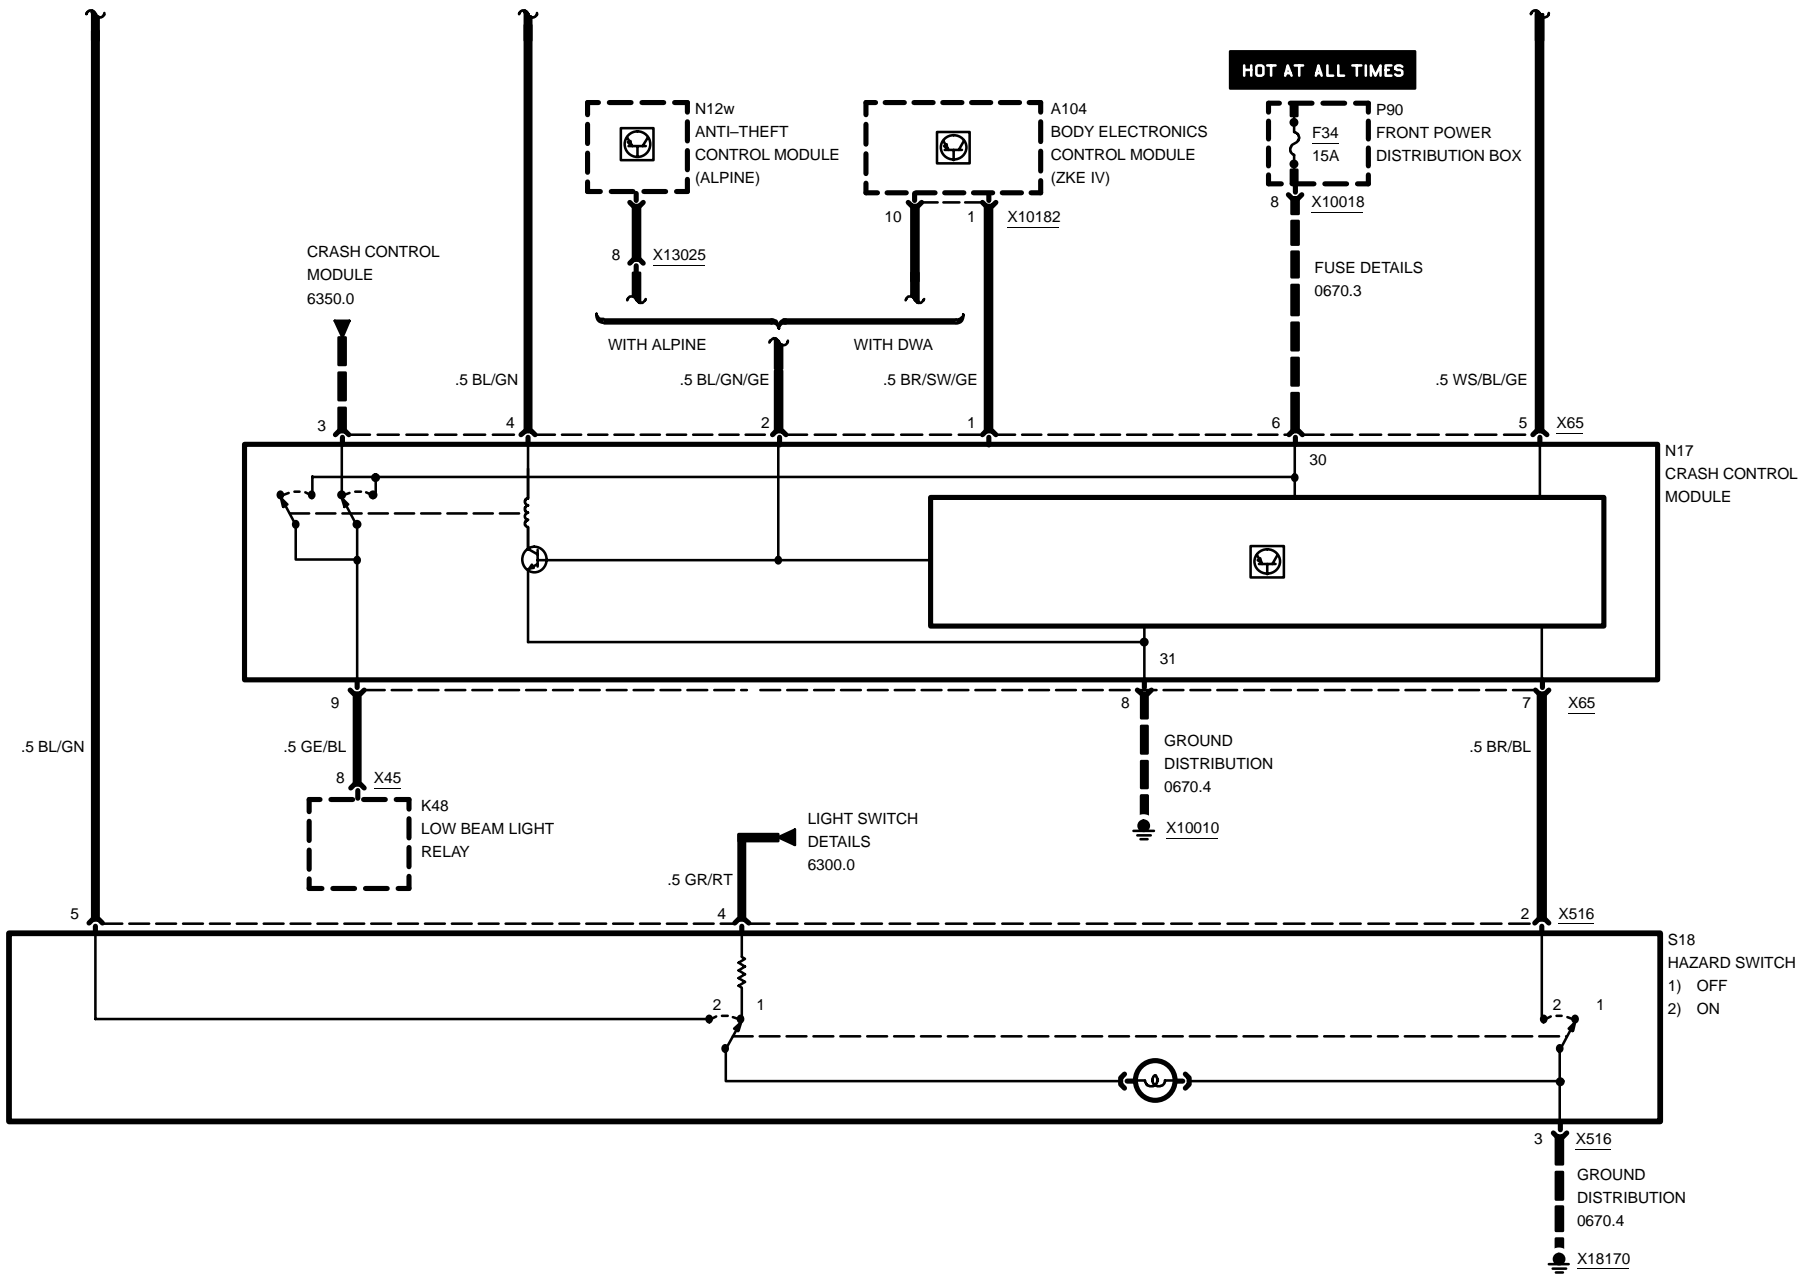 HOT AT ALL TIMES
N12w
ANTI–THEFT
CONTROL MODULE
(ALPINE)
A104
BODY ELECTRONICS
CONTROL MODULE
(ZKE IV)
P90
FRONT POWER
DISTRIBUTION BOX
F34
15A
8 X10018
10 1 X10182
8 X13025
CRASH CONTROL
MODULE
6350.0
FUSE DETAILS
0670.3
WITH ALPINE
WITH DWA
.5 BL/GN
.5 BL/GN/GE
.5 BR/SW/GE
.5 WS/BL/GE
3 4 2 1 6 5 X65
30
N17
CRASH CONTROL
MODULE
31
9 8 7 X65
.5 BL/GN
.5 GE/BL
.5 BR/BL
GROUND
DISTRIBUTION
0670.4
8 X45
K48
LOW BEAM LIGHT
RELAY
LIGHT SWITCH
DETAILS
6300.0
X10010
.5 GR/RT
5 4 2 X516
S18
HAZARD SWITCH
1) OFF
2) ON
2 1 2 1
3 X516
GROUND
DISTRIBUTION
0670.4
X18170